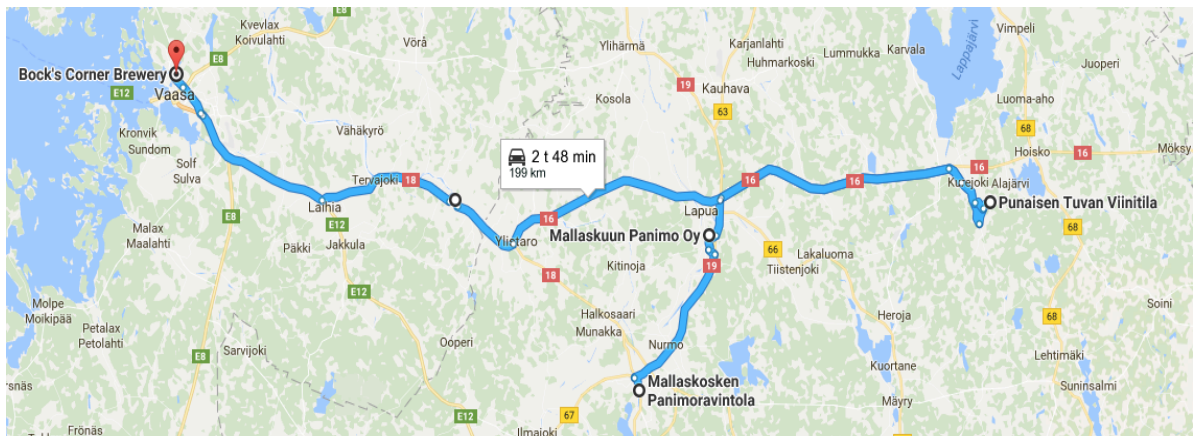 Kvevlax
Koivulahti
E8
Vörå
Ylihärmä
Karjanlahti
Huhmarkoski
Lummukka
Karvala
Lappajärvi
Vimpeli
Juoperi
Bock's Corner Brewery
E12
Vaasa
19
Kauhava
Kosola
63
Luoma-aho
68
Kronvik
Sundom
Vähäkyrö
Solf
Sulva
2 t 48 min
199 km
16
Hoisko
16
Möksy
Tervajoki
18
16
16
Kurejoki
Alajärvi
Punaisen Tuvan Viinitila
Laihia
Lapua
Malax
Maalahti
Päkki
Jakkula
Ylistaro
16
Mallaskuun Panimo Oy
66
68
Lakaluoma
Tiistenjoki
Kitinoja
19
18
E12
Molpe
Moikipää
Petalax
Petolahti
Halkosaari
Munakka
Heroja
68
Soini
E8
Sarvijoki
Ooperi
Nurmo
Kuortane
Lehtimäki
Mallaskosken
Panimoravintola
Suninsalmi
E12
67
Mäyry
Ilmajoki
Frönäs